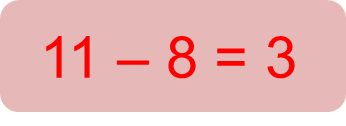 11 – 8 = 3